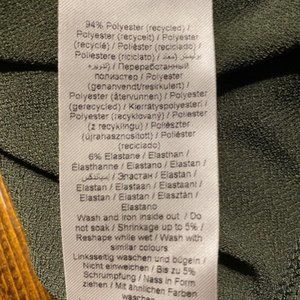 94% Polyester (recycled) /
Polyester (recycelt) / Polyester
(recyclé) / Poliéster (reciclado) /
Poliestere (riciclato) /
/ Переработанный
полиэстер / Polyester
(genanvendt/resirkulert) /
Polyester (återvunnen) / Polyester
(gerecycled) / Kierrätyspolyesteri /
Polyester (recyklovaný) / Poliester
(z recyklingu) / Poliészter
(újrahasznosított) / Poliéster
(reciclado)
6% Elastane / Elasthan /
Élasthanne / Elastano / Elastan /
Elastan / إيلاستين / Эластан / Elastan /
Elastan / Elastaan / Elastaani /
Elastan / Elastan / Elasztán /
Elastano
Wash and iron inside out / Do
not soak / Shrinkage up to 5% /
Reshape while wet / Wash with
similar colours
Linksseitig waschen und bügeln /
Nicht einweichen / Bis zu 5%
Schrumpfung / Nass in Form
ziehen / Mit ähnlichen Farben